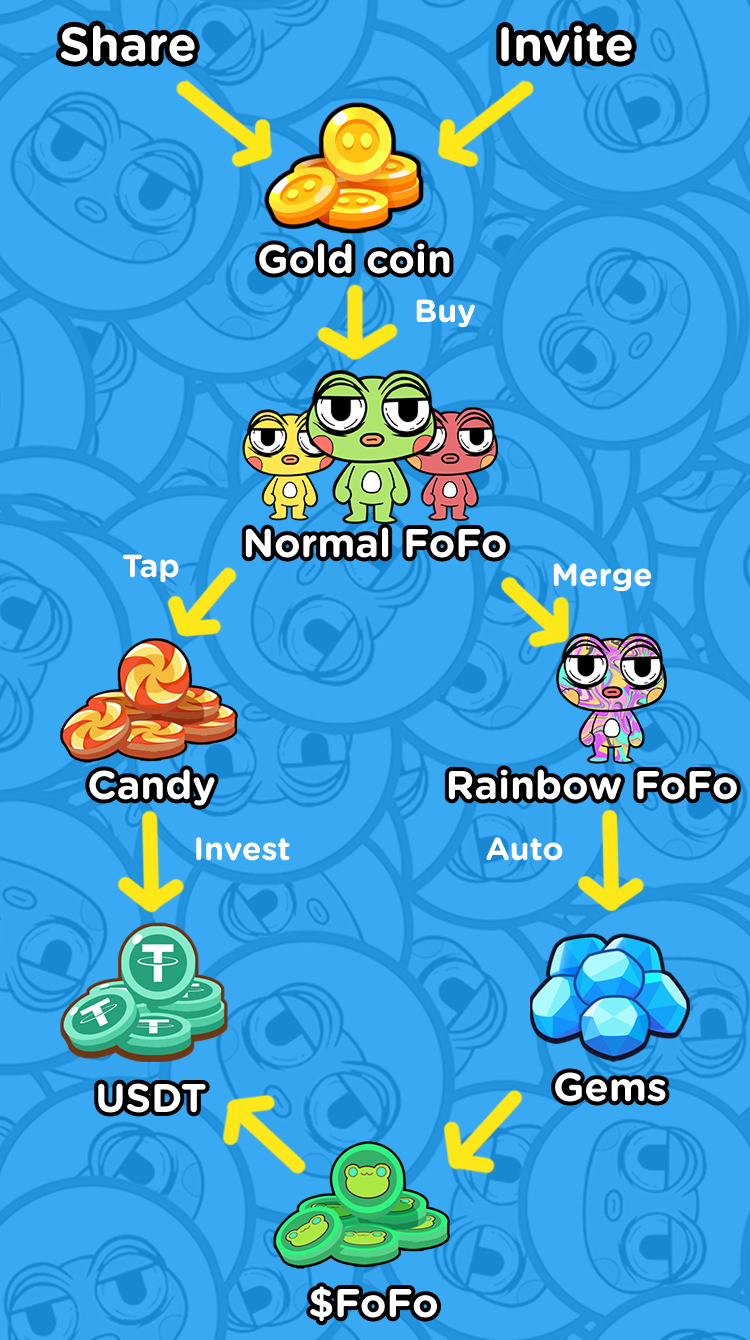 Share
Invite
Gold coin
Buy
Normal FoFo
Tap
Merge
Candy
Rainbow FoFo
Invest
Auto
USDT
Gems
$FoFo